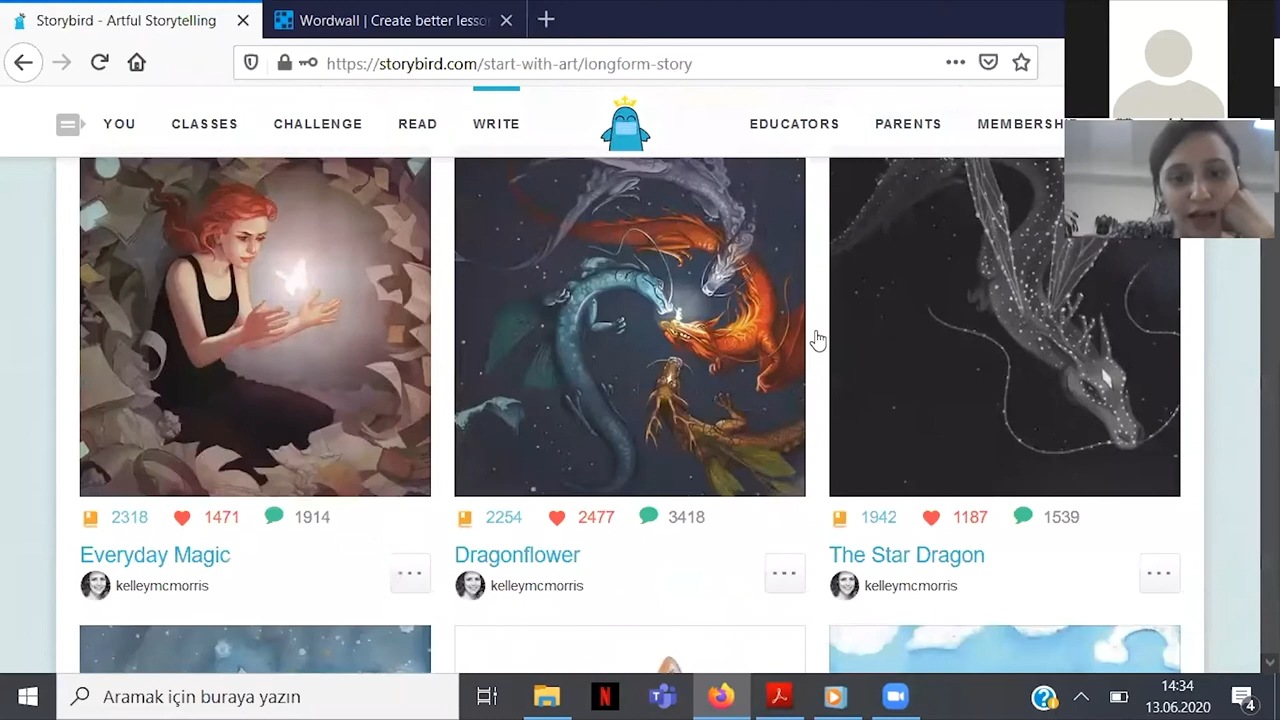 Storybird - Artful Storytelling
Wordwall | Create better lesso
https://storybird.com/start-with-art/longform-story
YOU CLASSES CHALLENGE READ WRITE EDUCATORS PARENTS MEMBERSH
2318 1471 1914
2254 2477 3418
1942 1187 1539
Everyday Magic
kelleymcmorris
Dragonflower
kelleymcmorris
The Star Dragon
kelleymcmorris
Aramak için buraya yazın
14:34
13.06.2020
4